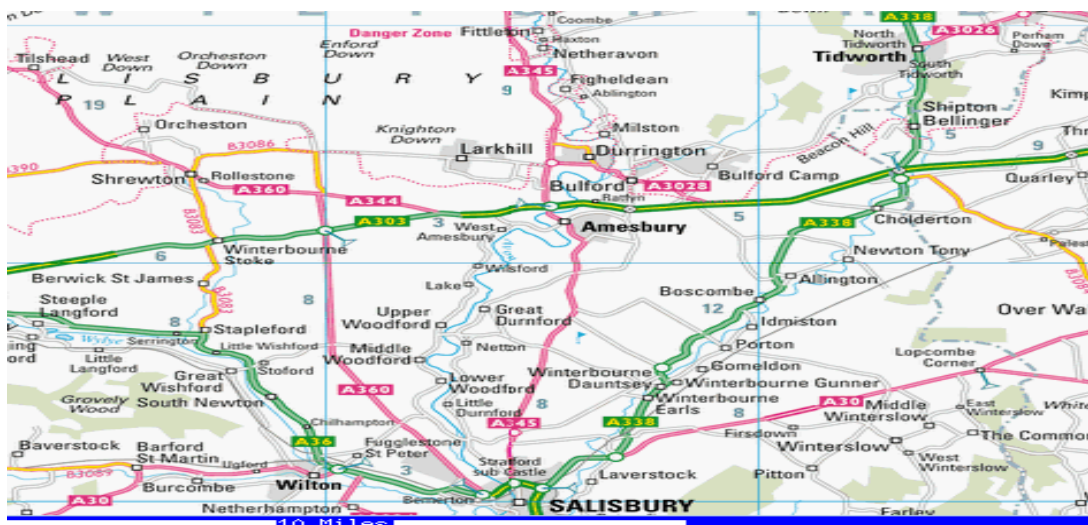 A338
Coombe
Danger Zone
Fittleton
Haxton
Netheravon
North
Tidworth
A3026
Perham
Down
Tidworth
South
Tidworth
Tilshead
West
Down
Orcheston
Down
Enford
Down
LISBURY
PLAIN
A345
9
Figheldean
Ablington
19
Orcheston
Knighton
Down
Milston
Shipton
Bellinger
5
Beacon Hill
B3086
Larkhill
Durrington
9
A390
Shrewton
Rollestone
A360
A344
Bulford
A3028
Bulford Camp
Quarley
Ratfyn
A303
3
5
A338
Cholderton
B3083
West
Amesbury
Amesbury
Winterbourne
Stoke
6
Avon
Newton Tony
Berwick St James
Wilsford
Allington
Steeple
Langford
B3083
8
Lake
Boscombe
12
Great
Durnford
Over Wa
8
Stapleford
Upper
Woodford
Idmiston
Wylye
Serrington
Little Wishford
Netton
Porton
Lopcombe
Corner
Little
Langford
Stoford
Middle
Woodford
Gomeldon
Great
Wishford
Winterbourne
Dauntsey
Winterbourne Gunner
Grovely
Wood
South Newton
A360
Lower
Woodford
Winterbourne
Earls
A30
Middle
Winterslow
East
Winterslow
Little
Durnford
8
8
Chilhampton
A345
A338
Firsdown
The Common
Baverstock
Barford
St Martin
A36
Fugglestone
St Peter
Winterslow
West
Winterslow
B3089
Ugford
3
Stratford
sub Castle
Laverstock
Pitton
Burcombe
Wilton
A30
Netherhampton
Bemerton
SALISBURY
Farley
10 Miles